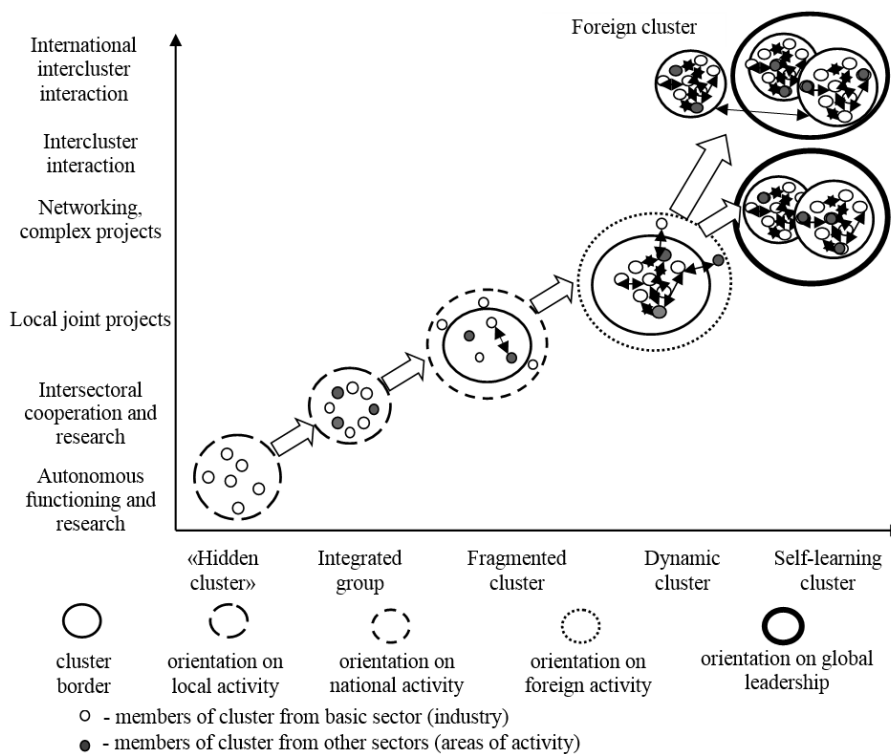 Foreign cluster
International
intercluster
interaction
Intercluster
interaction
Networking,
complex projects
Local joint projects
Intersectoral
cooperation and
research
Autonomous
functioning and
research
«Hidden
cluster»
Integrated
group
Fragmented
cluster
Dynamic
cluster
Self-learning
cluster
cluster
border
orientation on
local activity
orientation on
national activity
orientation on
foreign activity
orientation on global
leadership
- members of cluster from basic sector (industry)
- members of cluster from other sectors (areas of activity)